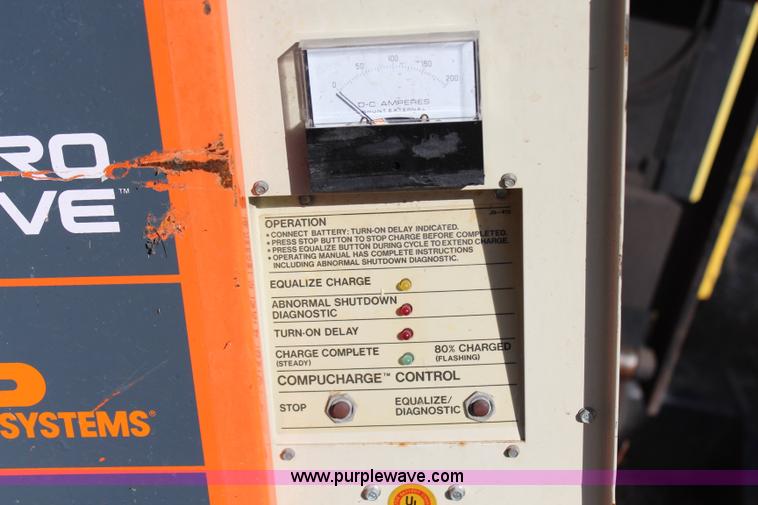 0 50 100 150 200
D-C AMPERES
SHUNT EXTERNAL
RO
VE™
SYSTEMS®
OPERATION
• CONNECT BATTERY: TURN-ON DELAY INDICATED.
• PRESS STOP BUTTON TO STOP CHARGE BEFORE COMPLETED.
• PRESS EQUALIZE BUTTON DURING CYCLE TO EXTEND CHARGE.
• OPERATING MANUAL HAS COMPLETE INSTRUCTIONS
INCLUDING ABNORMAL SHUTDOWN DIAGNOSTIC.
EQUALIZE CHARGE
ABNORMAL SHUTDOWN
DIAGNOSTIC
TURN-ON DELAY
CHARGE COMPLETE 80% CHARGED
(STEADY) (FLASHING)
COMPUCHARGE™ CONTROL
STOP EQUALIZE/
DIAGNOSTIC
www.purplewave.com
UL